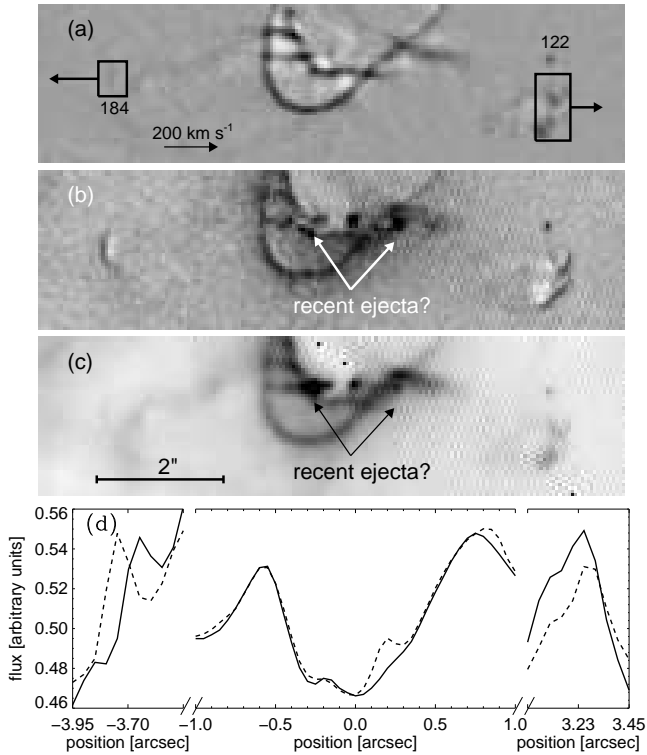 (a)
122
184
200 km s⁻¹
(b)
recent ejecta?
(c)
2"
recent ejecta?
(d)
flux [arbitrary units]
0.56
0.54
0.52
0.50
0.48
0.46
−3.95 −3.70 −1.0 −0.5 0.0 0.5 1.0 3.23 3.45
position [arcsec] position [arcsec] position [arcsec]